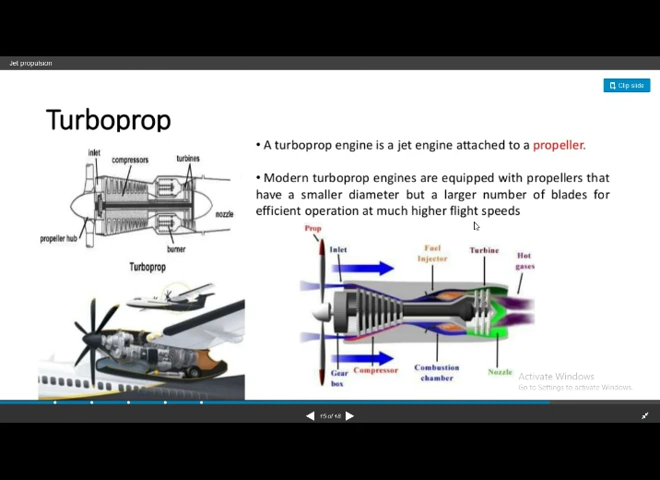 Jet propulsion
Clip slide
Turboprop
inlet
compressors
turbines
nozzle
propeller hub
burner
Turboprop
• A turboprop engine is a jet engine attached to a propeller.
• Modern turboprop engines are equipped with propellers that
have a smaller diameter but a larger number of blades for
efficient operation at much higher flight speeds
Prop
Inlet
Fuel
Injector
Turbine
Hot
gases
Gear
box
Compressor
Combustion
chamber
Nozzle
Activate Windows
Go to Settings to activate Windows.
15 of 18